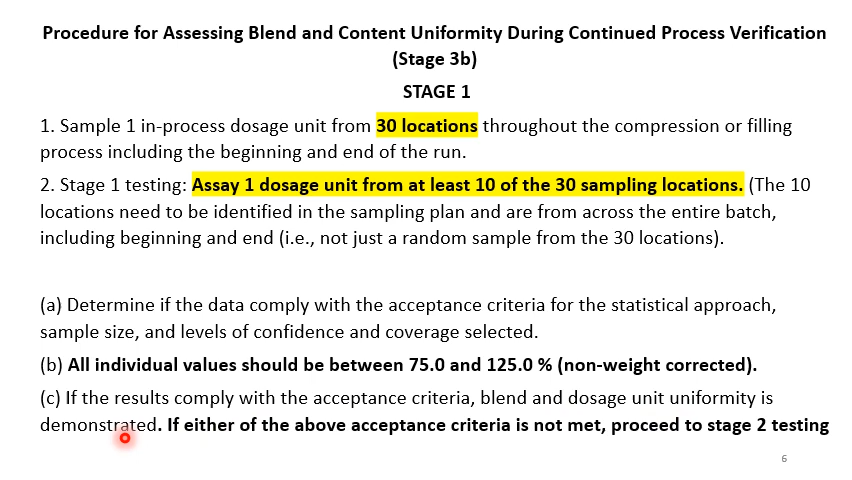 Procedure for Assessing Blend and Content Uniformity During Continued Process Verification
(Stage 3b)
STAGE 1
1. Sample 1 in-process dosage unit from 30 locations throughout the compression or filling
process including the beginning and end of the run.
2. Stage 1 testing: Assay 1 dosage unit from at least 10 of the 30 sampling locations. (The 10
locations need to be identified in the sampling plan and are from across the entire batch,
including beginning and end (i.e., not just a random sample from the 30 locations).
(a) Determine if the data comply with the acceptance criteria for the statistical approach,
sample size, and levels of confidence and coverage selected.
(b) All individual values should be between 75.0 and 125.0 % (non-weight corrected).
(c) If the results comply with the acceptance criteria, blend and dosage unit uniformity is
demonstrated. If either of the above acceptance criteria is not met, proceed to stage 2 testing
6